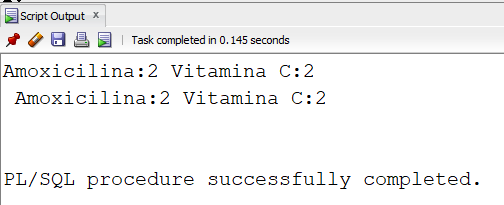 Script Output x
Task completed in 0.145 seconds
Amoxicilina:2 Vitamina C:2
Amoxicilina:2 Vitamina C:2
PL/SQL procedure successfully completed.